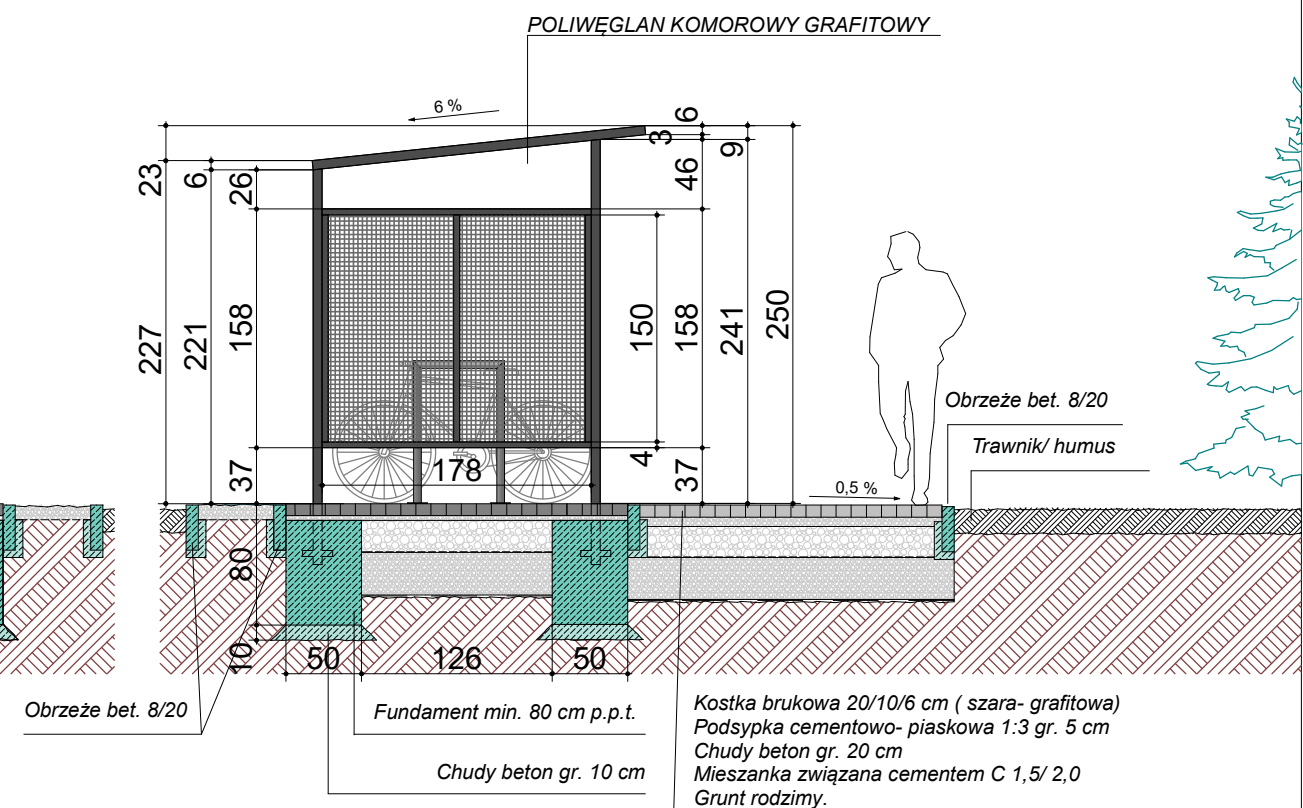 POLIWĘGLAN KOMOROWY GRAFITOWY
6 %
23
6
26
6
3
46
9
227
221
158
150
158
241
250
37
178
4
37
0,5 %
Obrzeże bet. 8/20
Trawnik/ humus
80
10
50
126
50
Obrzeże bet. 8/20
Fundament min. 80 cm p.p.t.
Chudy beton gr. 10 cm
Kostka brukowa 20/10/6 cm ( szara- grafitowa)
Podsypka cementowo- piaskowa 1:3 gr. 5 cm
Chudy beton gr. 20 cm
Mieszanka związana cementem C 1,5/ 2,0
Grunt rodzimy.